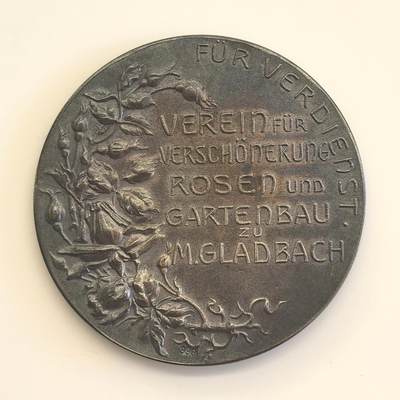 FÜR VERDIENST.
VEREIN FÜR
VERSCHÖNERUNG
ROSEN UND
GARTENBAU
ZU
M. GLADBACH